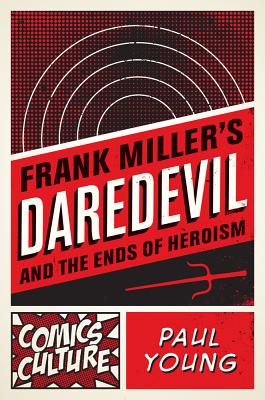 FRANK MILLER'S
DAREDEVIL
AND THE ENDS OF HEROISM
COMICS
CULTURE
PAUL
YOUNG